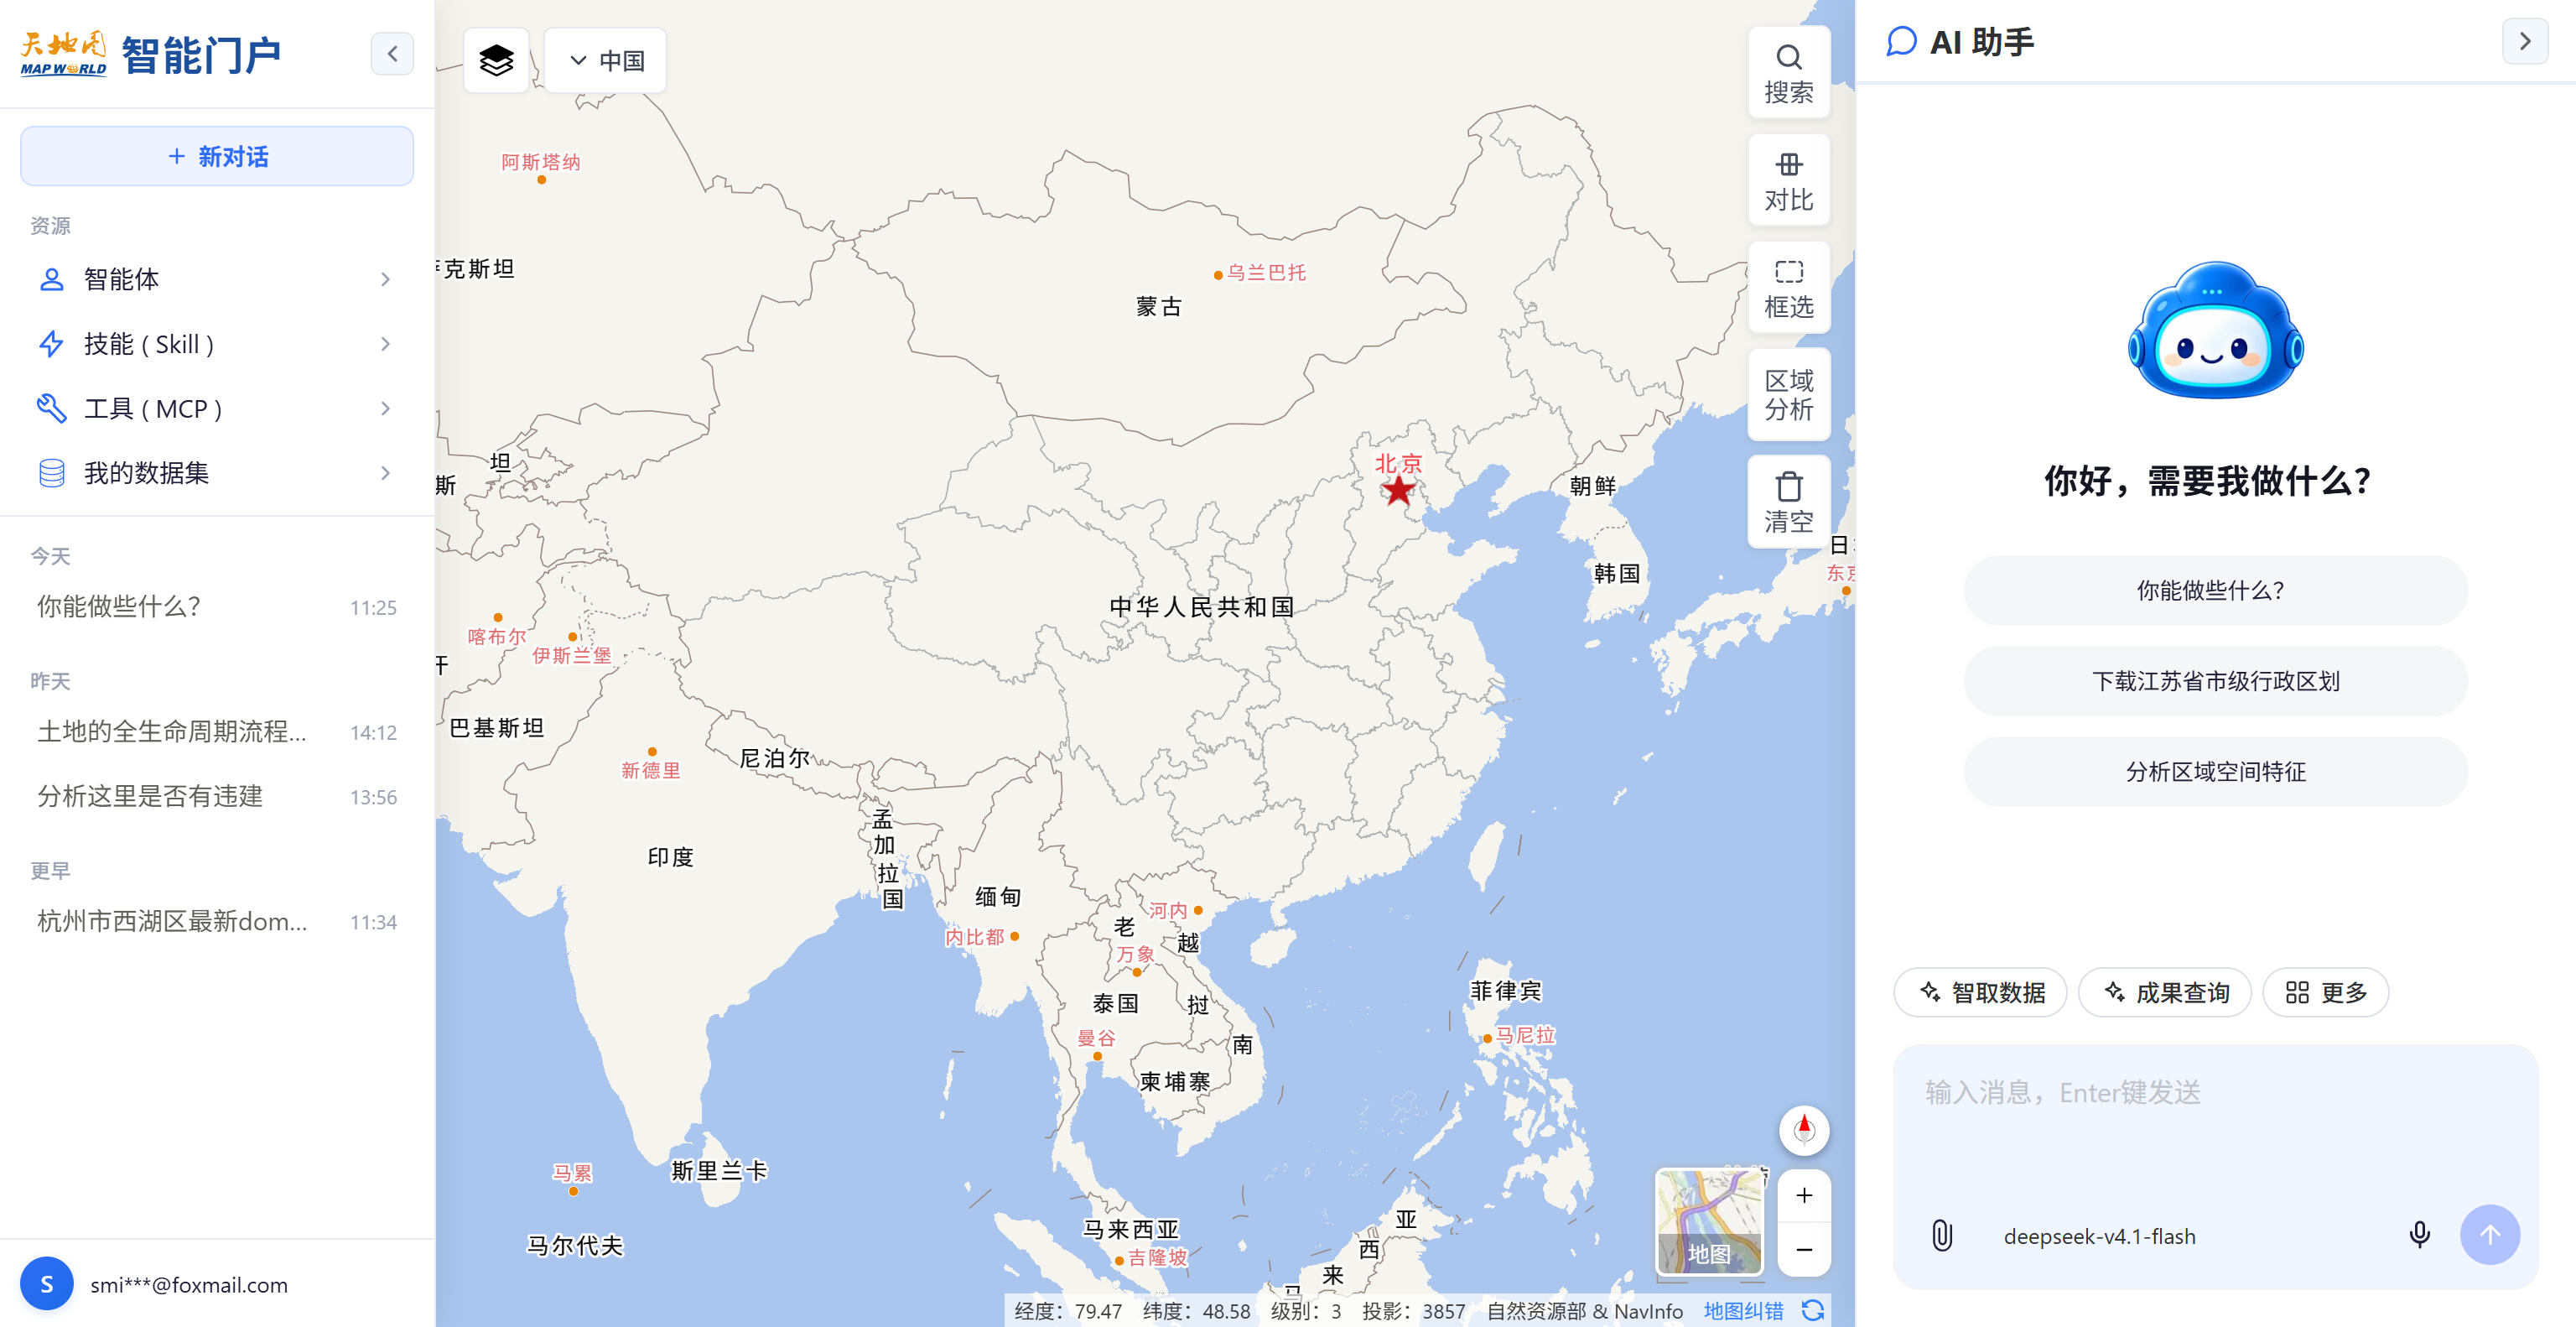 天地图
MAP WORLD
智能门户
+ 新对话
资源
智能体
技能 ( Skill )
工具 ( MCP )
我的数据集
今天
你能做些什么？ 11:25
昨天
土地的全生命周期流程... 14:12
分析这里是否有违建 13:56
更早
杭州市西湖区最新dom... 11:34
S
smi***@foxmail.com
中国
阿斯塔纳
克斯坦
乌兰巴托
蒙古
坦
斯
北京
朝鲜
韩国
日
东京
中华人民共和国
喀布尔
伊斯兰堡
巴基斯坦
新德里
尼泊尔
印度
孟
加
拉
国
缅甸
内比都
河内
老
越
万象
泰国
挝
曼谷
南
柬埔寨
菲律宾
马尼拉
马累
斯里兰卡
马尔代夫
马来西亚
吉隆坡
亚
西
来
马
搜索
对比
框选
区域
分析
清空
地图
+
−
经度：79.47 纬度：48.58 级别：3 投影：3857 自然资源部 & NavInfo 地图纠错
AI 助手
你好，需要我做什么？
你能做些什么？
下载江苏省市级行政区划
分析区域空间特征
智取数据
成果查询
更多
输入消息，Enter键发送
deepseek-v4.1-flash